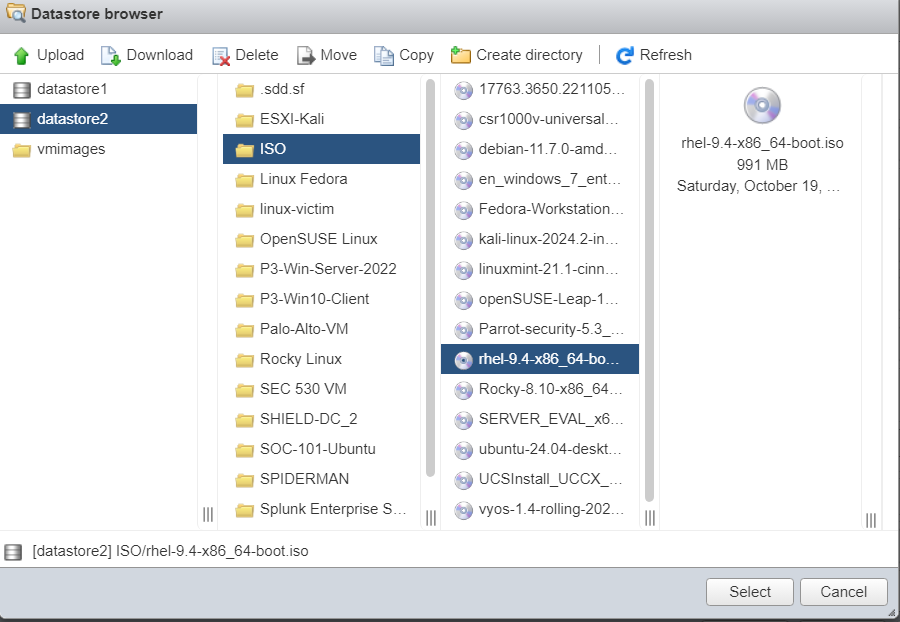 Datastore browser
Upload Download Delete Move Copy Create directory Refresh
datastore1
datastore2
vmimages
.sdd.sf
ESXI-Kali
ISO
Linux Fedora
linux-victim
OpenSUSE Linux
P3-Win-Server-2022
P3-Win10-Client
Palo-Alto-VM
Rocky Linux
SEC 530 VM
SHIELD-DC_2
SOC-101-Ubuntu
SPIDERMAN
Splunk Enterprise S...
17763.3650.221105...
csr1000v-universal...
debian-11.7.0-amd...
en_windows_7_ent...
Fedora-Workstation...
kali-linux-2024.2-in...
linuxmint-21.1-cinn...
openSUSE-Leap-1...
Parrot-security-5.3_...
rhel-9.4-x86_64-bo...
Rocky-8.10-x86_64...
SERVER_EVAL_x6...
ubuntu-24.04-deskt...
UCSInstall_UCCX_...
vyos-1.4-rolling-202...
rhel-9.4-x86_64-boot.iso
991 MB
Saturday, October 19, ...
[datastore2] ISO/rhel-9.4-x86_64-boot.iso
Select Cancel